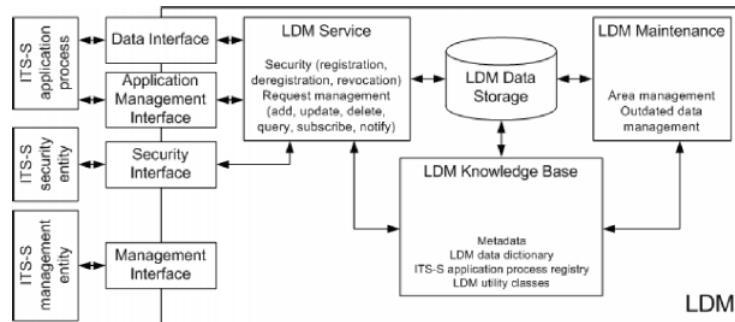 ITS-S
application
process
Data Interface
Application
Management
Interface
ITS-S
security
entity
Security
Interface
ITS-S
management
entity
Management
Interface
LDM Service
Security (registration,
deregistration, revocation)
Request management
(add, update, delete,
query, subscribe, notify)
LDM Data
Storage
LDM Maintenance
Area management
Outdated data
management
LDM Knowledge Base
Metadata
LDM data dictionary
ITS-S application process registry
LDM utility classes
LDM